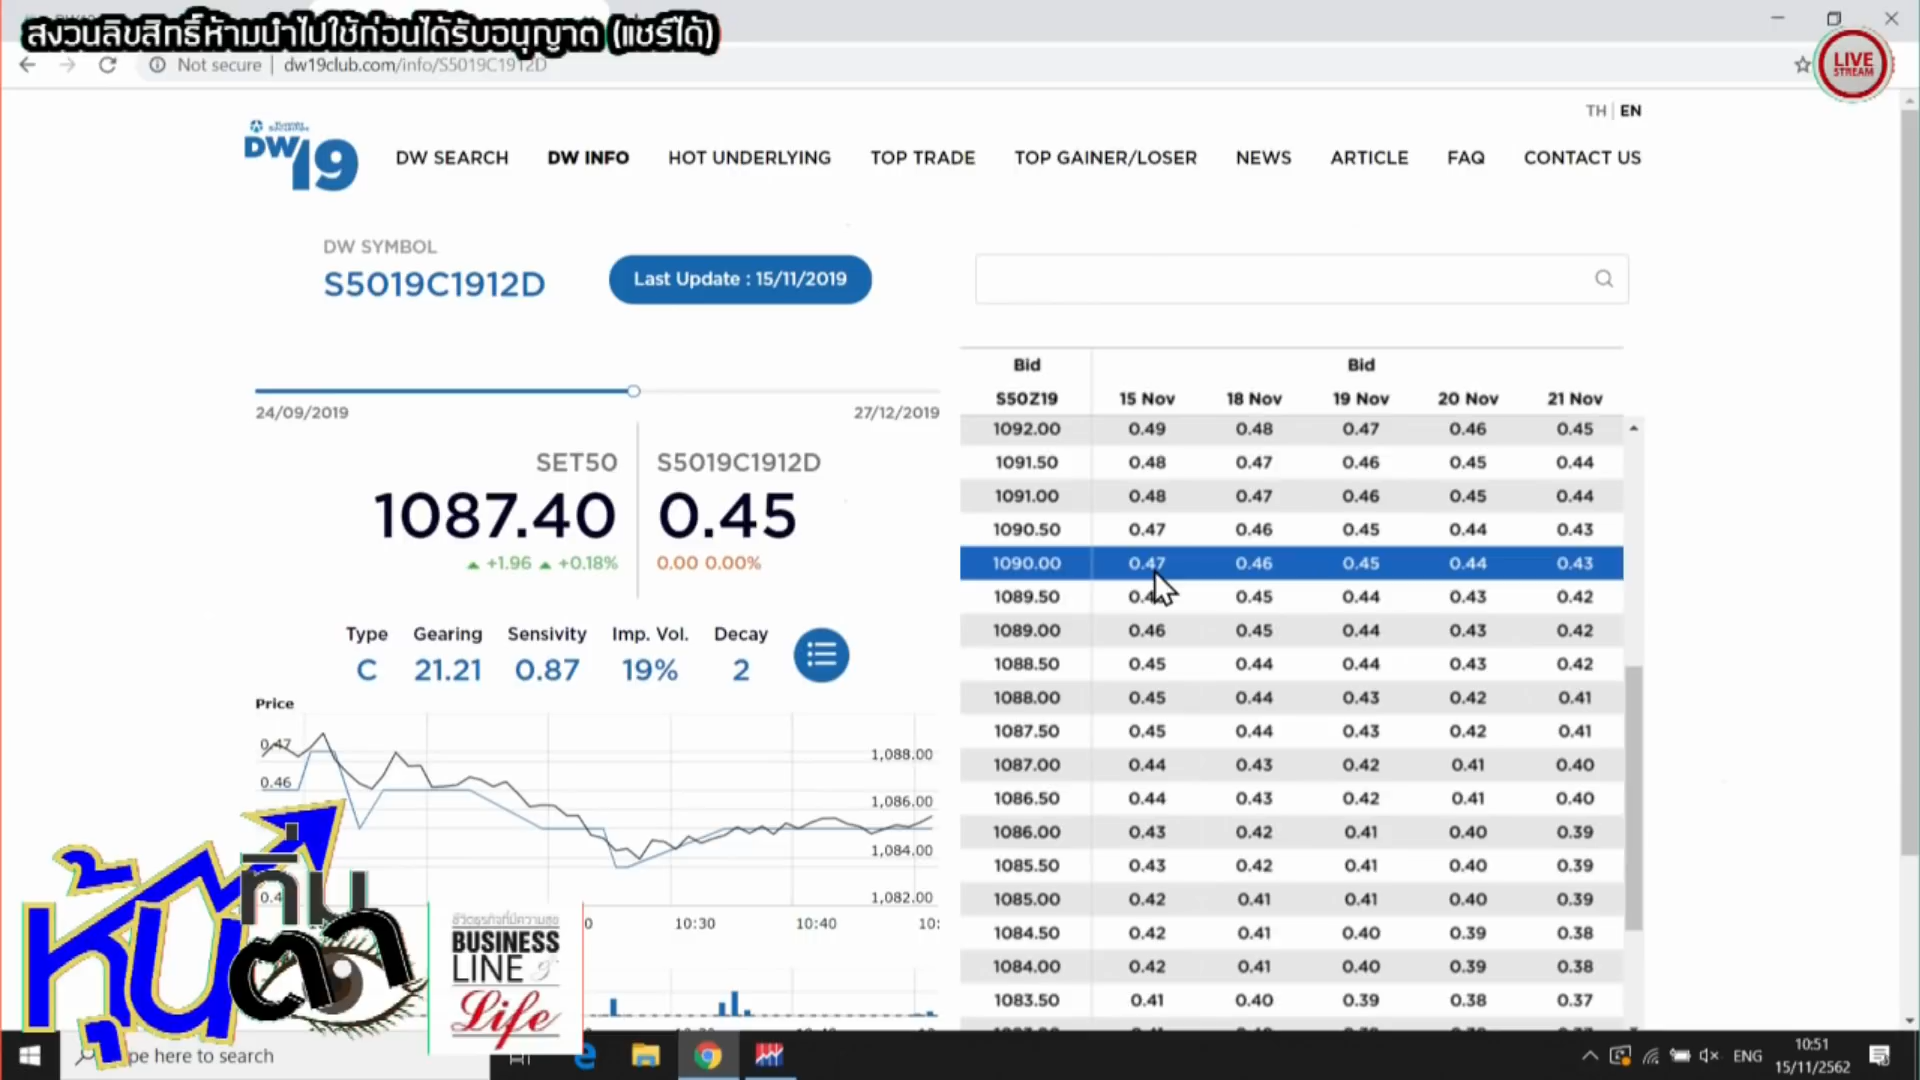 สงวนลิขสิทธิ์ห้ามนำไปใช้ก่อนได้รับอนุญาต (แชร์ได้)
Not secure | dw19club.com/info/S5019C1912D
LIVE
STREAM
TH | EN
DW19
DW SEARCH DW INFO HOT UNDERLYING TOP TRADE TOP GAINER/LOSER NEWS ARTICLE FAQ CONTACT US
DW SYMBOL
S5019C1912D
Last Update : 15/11/2019
24/09/2019 27/12/2019
SET50 S5019C1912D
1087.40 0.45
+1.96 +0.18% 0.00 0.00%
Type Gearing Sensivity Imp. Vol. Decay
C 21.21 0.87 19% 2
Price
0.47
0.46
1,088.00
1,086.00
1,084.00
1,082.00
10:30 10:40
Bid Bid
S50Z19 15 Nov 18 Nov 19 Nov 20 Nov 21 Nov
1092.00 0.49 0.48 0.47 0.46 0.45
1091.50 0.48 0.47 0.46 0.45 0.44
1091.00 0.48 0.47 0.46 0.45 0.44
1090.50 0.47 0.46 0.45 0.44 0.43
1090.00 0.47 0.46 0.45 0.44 0.43
1089.50 0.45 0.44 0.43 0.42
1089.00 0.46 0.45 0.44 0.43 0.42
1088.50 0.45 0.44 0.44 0.43 0.42
1088.00 0.45 0.44 0.43 0.42 0.41
1087.50 0.45 0.44 0.43 0.42 0.41
1087.00 0.44 0.43 0.42 0.41 0.40
1086.50 0.44 0.43 0.42 0.41 0.40
1086.00 0.43 0.42 0.41 0.40 0.39
1085.50 0.43 0.42 0.41 0.40 0.39
1085.00 0.42 0.41 0.41 0.40 0.39
1084.50 0.42 0.41 0.40 0.39 0.38
1084.00 0.42 0.41 0.40 0.39 0.38
1083.50 0.41 0.40 0.39 0.38 0.37
หุ้นทันตา
ชีวิตธุรกิจที่มีความสุข
BUSINESS
LINE
Life
pe here to search
ENG
10:51
15/11/2562